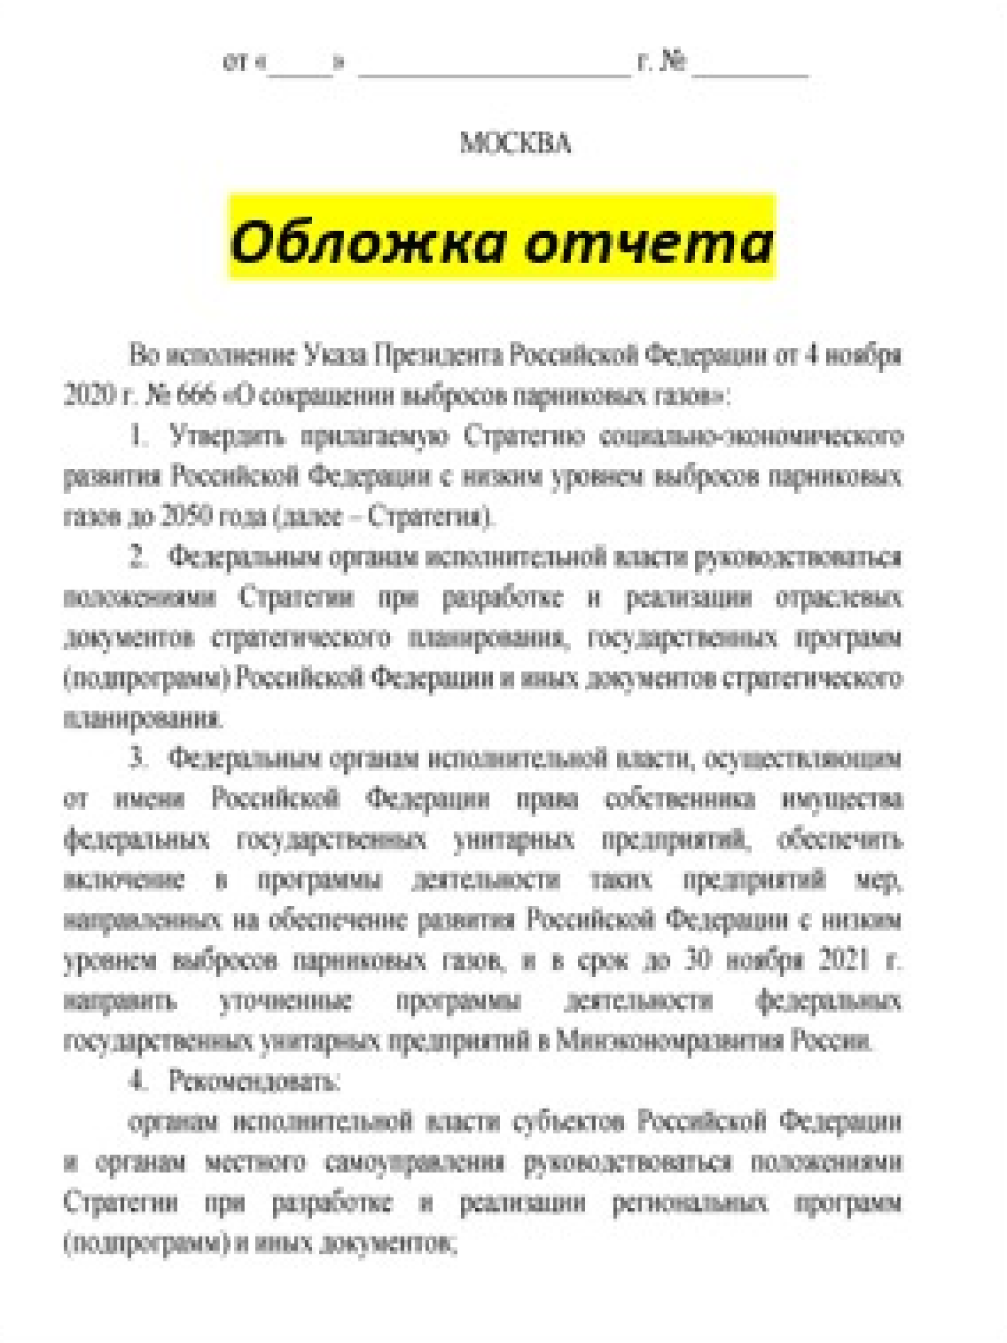 от «_____» ____________________ г. № _________
МОСКВА
Обложка отчета
Во исполнение Указа Президента Российской Федерации от 4 ноября
2020 г. № 666 «О сокращении выбросов парниковых газов»:
1. Утвердить прилагаемую Стратегию социально-экономического
развития Российской Федерации с низким уровнем выбросов парниковых
газов до 2050 года (далее – Стратегия).
2. Федеральным органам исполнительной власти руководствоваться
положениями Стратегии при разработке и реализации отраслевых
документов стратегического планирования, государственных программ
(подпрограмм) Российской Федерации и иных документов стратегического
планирования.
3. Федеральным органам исполнительной власти, осуществляющим
от имени Российской Федерации права собственника имущества
федеральных государственных унитарных предприятий, обеспечить
включение в программы деятельности таких предприятий мер,
направленных на обеспечение развития Российской Федерации с низким
уровнем выбросов парниковых газов, и в срок до 30 ноября 2021 г.
направить уточненные программы деятельности федеральных
государственных унитарных предприятий в Минэкономразвития России.
4. Рекомендовать:
органам исполнительной власти субъектов Российской Федерации
и органам местного самоуправления руководствоваться положениями
Стратегии при разработке и реализации региональных программ
(подпрограмм) и иных документов;